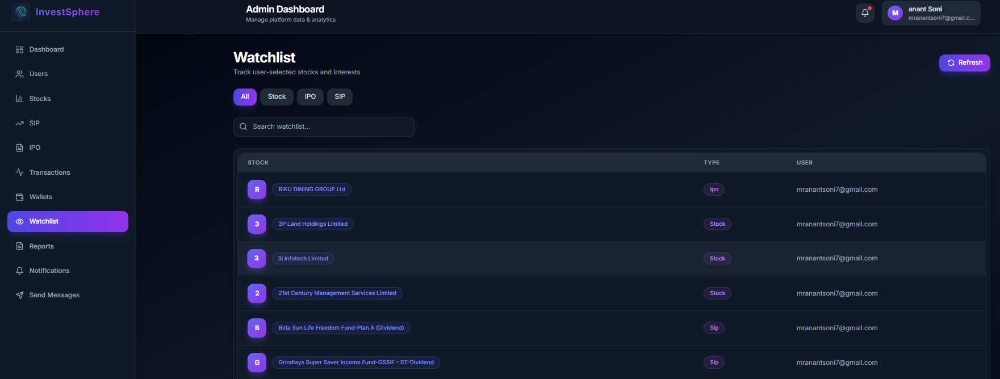 InvestSphere
Admin Dashboard
Manage platform data & analytics
M
anant Soni
mranantsoni7@gmail.c...
Dashboard
Users
Stocks
SIP
IPO
Transactions
Wallets
Watchlist
Reports
Notifications
Send Messages
Watchlist
Track user-selected stocks and interests
Refresh
All Stock IPO SIP
Search watchlist...
STOCK TYPE USER
R RIKU DINING GROUP Ltd Ipo mranantsoni7@gmail.com
3 3P Land Holdings Limited Stock mranantsoni7@gmail.com
3 3i Infotech Limited Stock mranantsoni7@gmail.com
2 21st Century Management Services Limited Stock mranantsoni7@gmail.com
B Birla Sun Life Freedom Fund-Plan A (Dividend) Sip mranantsoni7@gmail.com
G Grindlays Super Saver Income Fund-GSSIF - ST-Dividend Sip mranantsoni7@gmail.com